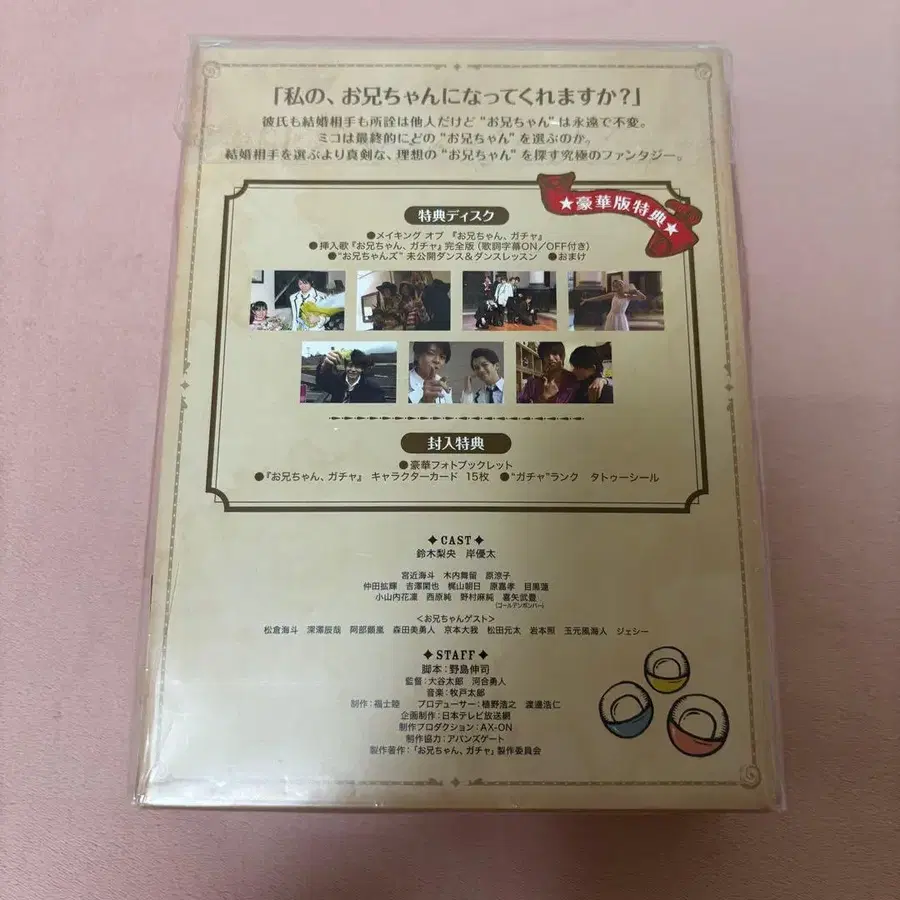 「私の、お兄ちゃんになってくれますか？」
彼氏も結婚相手も所詮は他人だけど“お兄ちゃん”は永遠で不変。
ミコは最終的にどの“お兄ちゃん”を選ぶのか。
結婚相手を選ぶより真剣な、理想の“お兄ちゃん”を探す究極のファンタジー。
★豪華版特典★
特典ディスク
●メイキング オブ 『お兄ちゃん、ガチャ』
●挿入歌『お兄ちゃん、ガチャ』完全版（歌詞字幕ON／OFF付き）
●“お兄ちゃんズ” 未公開ダンス＆ダンスレッスン ●おまけ
封入特典
●豪華フォトブックレット
●『お兄ちゃん、ガチャ』 キャラクターカード 15枚 ●“ガチャ”ランク タトゥーシール
✦CAST✦
鈴木梨央 岸優太
宮近海斗 木内舞留 原涼子
仲田拡輝 吉澤閑也 梶山朝日 原嘉孝 目黒蓮
小山内花凜 西原純 野村麻純 喜矢武豊
(ゴールデンボンバー)
＜お兄ちゃんゲスト＞
松倉海斗 深澤辰哉 阿部顕嵐 森田美勇人 京本大我 松田元太 岩本照 玉元風海人 ジェシー
✦STAFF✦
脚本：野島伸司
監督：大谷太郎 河合勇人
音楽：牧戸太郎
制作：福士睦 プロデューサー：植野浩之 渡邉浩仁
企画制作：日本テレビ放送網
制作プロダクション：AX-ON
制作協力：アバンズゲート
製作著作：「お兄ちゃん、ガチャ」製作委員会